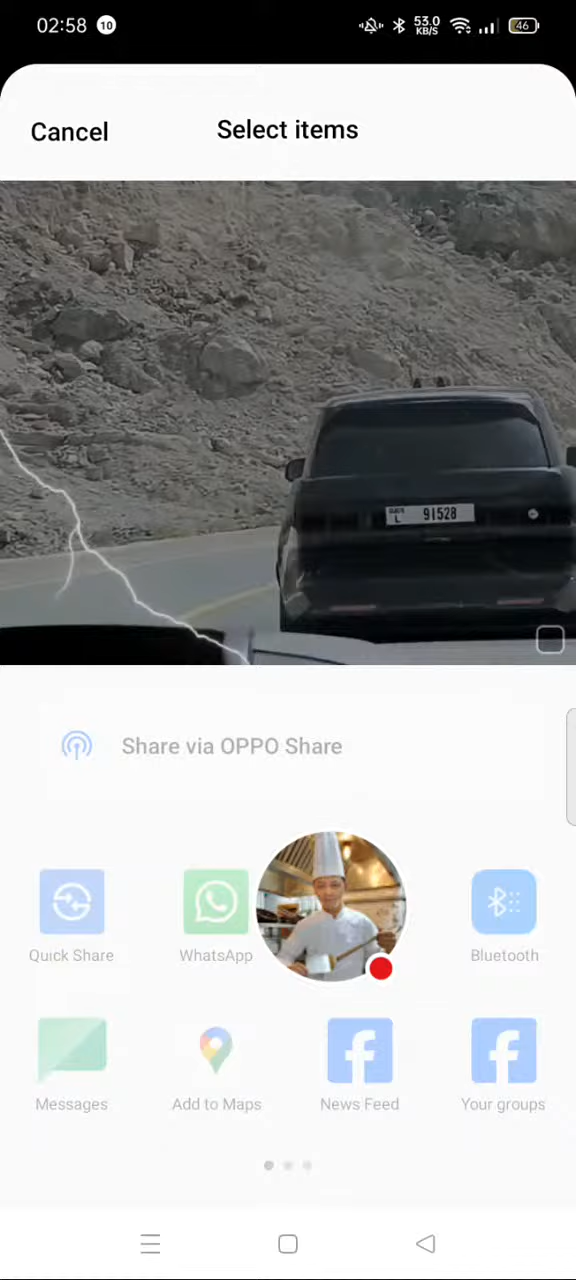 02:58 10 53.0 KB/S 46
Cancel Select items
L 91528
Share via OPPO Share
Quick Share WhatsApp Bluetooth
Messages Add to Maps News Feed Your groups